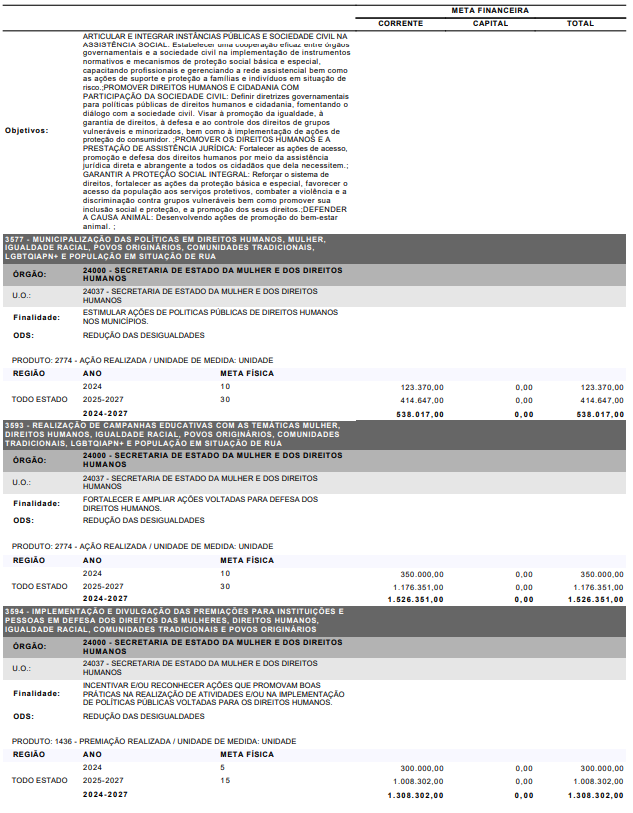 META FINANCEIRA
CORRENTE CAPITAL TOTAL
ARTICULAR E INTEGRAR INSTÂNCIAS PÚBLICAS E SOCIEDADE CIVIL NA
ASSISTÊNCIA SOCIAL: Estabelecer uma cooperação eficaz entre órgãos
governamentais e a sociedade civil na implementação de instrumentos
normativos e mecanismos de proteção social básica e especial,
capacitando profissionais e gerenciando a rede assistencial bem como
as ações de suporte e proteção a famílias e indivíduos em situação de
risco.;PROMOVER DIREITOS HUMANOS E CIDADANIA COM
PARTICIPAÇÃO DA SOCIEDADE CIVIL: Definir diretrizes governamentais
para políticas públicas de direitos humanos e cidadania, fomentando o
diálogo com a sociedade civil. Visar à promoção da igualdade, à
garantia de direitos, à defesa e ao controle dos direitos de grupos
Objetivos: vulneráveis e minorizados, bem como à implementação de ações de
proteção do consumidor. ;PROMOVER OS DIREITOS HUMANOS E A
PRESTAÇÃO DE ASSISTÊNCIA JURÍDICA: Fortalecer as ações de acesso,
promoção e defesa dos direitos humanos por meio da assistência
jurídica direta e abrangente a todos os cidadãos que dela necessitem.;
GARANTIR A PROTEÇÃO SOCIAL INTEGRAL: Reforçar o sistema de
direitos, fortalecer as ações da proteção básica e especial, favorecer o
acesso da população aos serviços protetivos, combater a violência e a
discriminação contra grupos vulneráveis bem como promover sua
inclusão social e proteção, e a promoção dos seus direitos.;DEFENDER
A CAUSA ANIMAL: Desenvolvendo ações de promoção do bem-estar
animal. ;
3577 - MUNICIPALIZAÇÃO DAS POLÍTICAS EM DIREITOS HUMANOS, MULHER,
IGUALDADE RACIAL, POVOS ORIGINÁRIOS, COMUNIDADES TRADICIONAIS,
LGBTQIAPN+ E POPULAÇÃO EM SITUAÇÃO DE RUA
ÓRGÃO: 24000 - SECRETARIA DE ESTADO DA MULHER E DOS DIREITOS
HUMANOS
U.O.: 24037 - SECRETARIA DE ESTADO DA MULHER E DOS DIREITOS
HUMANOS
Finalidade: ESTIMULAR AÇÕES DE POLITICAS PÚBLICAS DE DIREITOS HUMANOS
NOS MUNICÍPIOS.
ODS: REDUÇÃO DAS DESIGUALDADES
PRODUTO: 2774 - AÇÃO REALIZADA / UNIDADE DE MEDIDA: UNIDADE
REGIÃO ANO META FÍSICA
2024 10 123.370,00 0,00 123.370,00
TODO ESTADO 2025-2027 30 414.647,00 0,00 414.647,00
2024-2027 538.017,00 0,00 538.017,00
3593 - REALIZAÇÃO DE CAMPANHAS EDUCATIVAS COM AS TEMÁTICAS MULHER,
DIREITOS HUMANOS, IGUALDADE RACIAL, POVOS ORIGINÁRIOS, COMUNIDADES
TRADICIONAIS, LGBTQIAPN+ E POPULAÇÃO EM SITUAÇÃO DE RUA
ÓRGÃO: 24000 - SECRETARIA DE ESTADO DA MULHER E DOS DIREITOS
HUMANOS
U.O.: 24037 - SECRETARIA DE ESTADO DA MULHER E DOS DIREITOS
HUMANOS
Finalidade: FORTALECER E AMPLIAR AÇÕES VOLTADAS PARA DEFESA DOS
DIREITOS HUMANOS.
ODS: REDUÇÃO DAS DESIGUALDADES
PRODUTO: 2774 - AÇÃO REALIZADA / UNIDADE DE MEDIDA: UNIDADE
REGIÃO ANO META FÍSICA
2024 10 350.000,00 0,00 350.000,00
TODO ESTADO 2025-2027 30 1.176.351,00 0,00 1.176.351,00
2024-2027 1.526.351,00 0,00 1.526.351,00
3594 - IMPLEMENTAÇÃO E DIVULGAÇÃO DAS PREMIAÇÕES PARA INSTITUIÇÕES E
PESSOAS EM DEFESA DOS DIREITOS DAS MULHERES, DIREITOS HUMANOS,
IGUALDADE RACIAL, COMUNIDADES TRADICIONAIS E POVOS ORIGINÁRIOS
ÓRGÃO: 24000 - SECRETARIA DE ESTADO DA MULHER E DOS DIREITOS
HUMANOS
U.O.: 24037 - SECRETARIA DE ESTADO DA MULHER E DOS DIREITOS
HUMANOS
Finalidade: INCENTIVAR E/OU RECONHECER AÇÕES QUE PROMOVAM BOAS
PRÁTICAS NA REALIZAÇÃO DE ATIVIDADES E/OU NA IMPLEMENTAÇÃO
DE POLÍTICAS PÚBLICAS VOLTADAS PARA OS DIREITOS HUMANOS.
ODS: REDUÇÃO DAS DESIGUALDADES
PRODUTO: 1436 - PREMIAÇÃO REALIZADA / UNIDADE DE MEDIDA: UNIDADE
REGIÃO ANO META FÍSICA
2024 5 300.000,00 0,00 300.000,00
TODO ESTADO 2025-2027 15 1.008.302,00 0,00 1.008.302,00
2024-2027 1.308.302,00 0,00 1.308.302,00